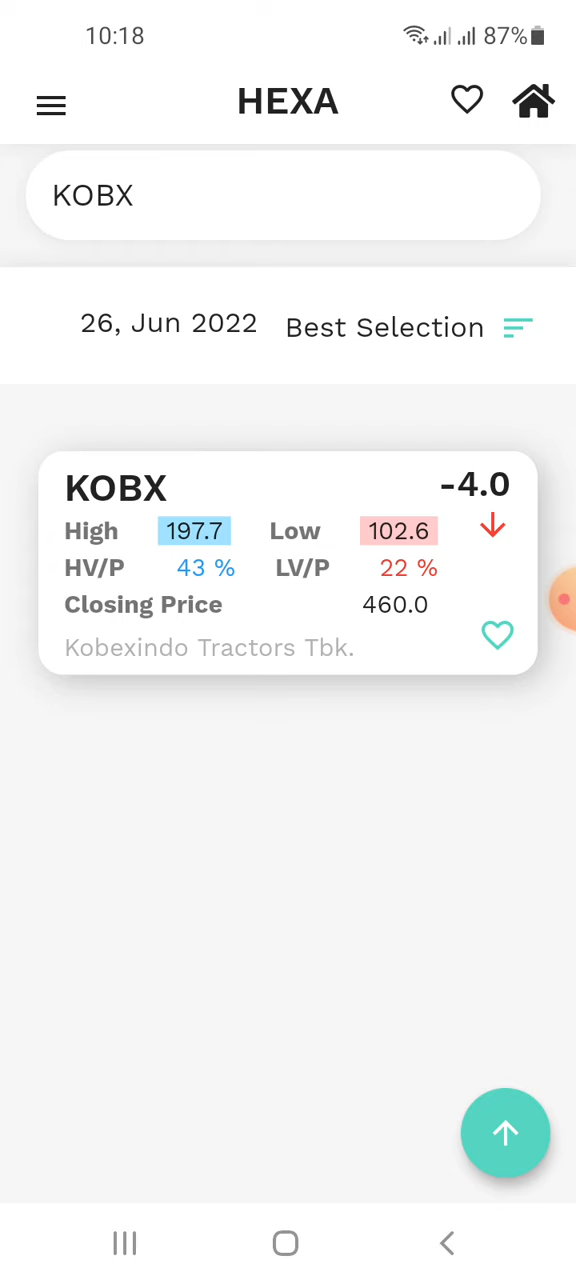 10:18 87%
HEXA
KOBX
26, Jun 2022 Best Selection
KOBX -4.0
High 197.7 Low 102.6
HV/P 43 % LV/P 22 %
Closing Price 460.0
Kobexindo Tractors Tbk.